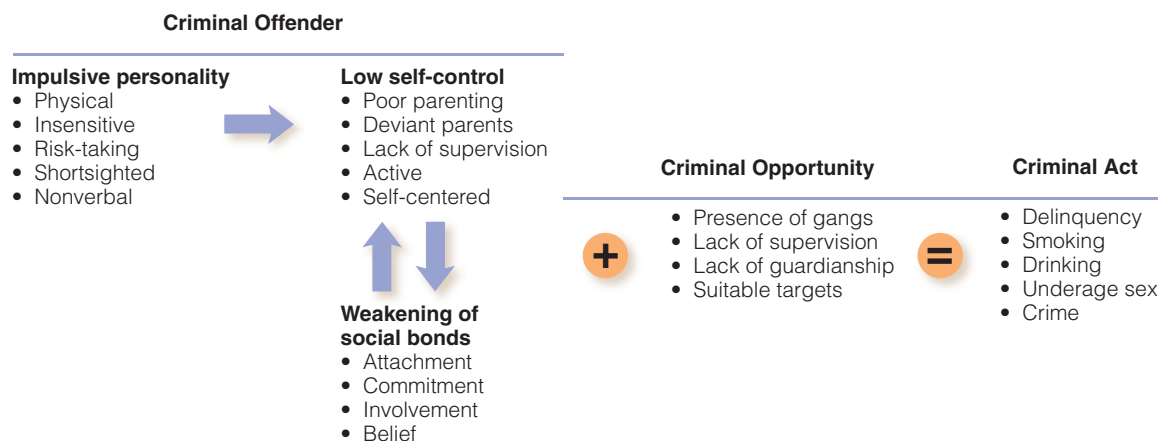 Criminal Offender
Impulsive personality
• Physical
• Insensitive
• Risk-taking
• Shortsighted
• Nonverbal
Low self-control
• Poor parenting
• Deviant parents
• Lack of supervision
• Active
• Self-centered
Weakening of
social bonds
• Attachment
• Commitment
• Involvement
• Belief
+
Criminal Opportunity
• Presence of gangs
• Lack of supervision
• Lack of guardianship
• Suitable targets
=
Criminal Act
• Delinquency
• Smoking
• Drinking
• Underage sex
• Crime